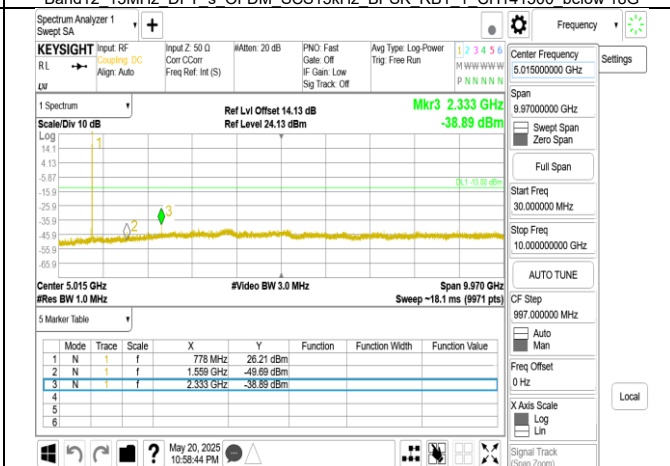 Band12_15MHz_DFT_s_OFDM_SCS15kHz_BPSK_RB1_1_CH141500_below 18G
Spectrum Analyzer 1
Swept SA
Frequency
KEYSIGHT
Input: RF
Input Z: 50 Ω
#Atten: 20 dB
PNO: Fast
Avg Type: Log-Power
1 2 3 4 5 6
RL
Coupling: DC
Corr CCorr
Gate: Off
Trig: Free Run
M W W W W W
Align: Auto
Freq Ref: Int (S)
IF Gain: Low
P N N N N N
Sig Track: Off
LXI
Center Frequency
Settings
5.015000000 GHz
1 Spectrum
Ref Lvl Offset 14.13 dB
Mkr3 2.333 GHz
Span
9.97000000 GHz
Scale/Div 10 dB
Ref Level 24.13 dBm
-38.89 dBm
Log
Swept Span
Zero Span
14.1
1
4.13
Full Span
-5.87
DL1 -13.00 dBm
-15.9
Start Freq
30.000000 MHz
-25.9
3
-35.9
2
Stop Freq
10.000000000 GHz
-45.9
-55.9
-65.9
AUTO TUNE
Center 5.015 GHz
#Video BW 3.0 MHz
Span 9.970 GHz
#Res BW 1.0 MHz
Sweep ~18.1 ms (9971 pts)
CF Step
997.000000 MHz
5 Marker Table
Auto
Man
Mode Trace Scale X Y Function Function Width Function Value
1 N 1 f 778 MHz 26.21 dBm
2 N 1 f 1.559 GHz -49.69 dBm
3 N 1 f 2.333 GHz -38.89 dBm
4
5
6
Freq Offset
0 Hz
Local
X Axis Scale
Log
Lin
May 20, 2025
10:58:44 PM
Signal Track
(Span Zoom)